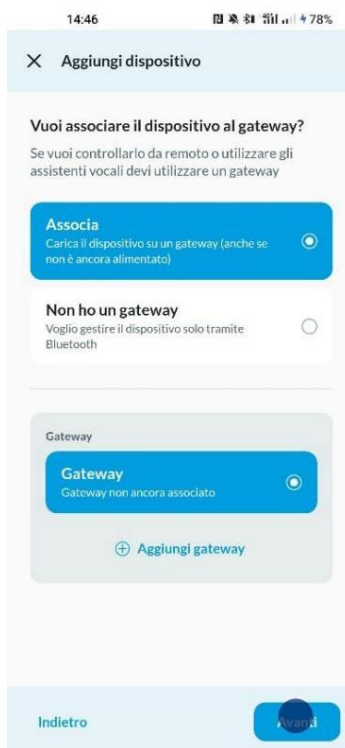 14:46
78%
Aggiungi dispositivo
Vuoi associare il dispositivo al gateway?
Se vuoi controllarlo da remoto o utilizzare gli
assistenti vocali devi utilizzare un gateway
Associa
Carica il dispositivo su un gateway (anche se
non è ancora alimentato)
Non ho un gateway
Voglio gestire il dispositivo solo tramite
Bluetooth
Gateway
Gateway
Gateway non ancora associato
Aggiungi gateway
Indietro
Avanti